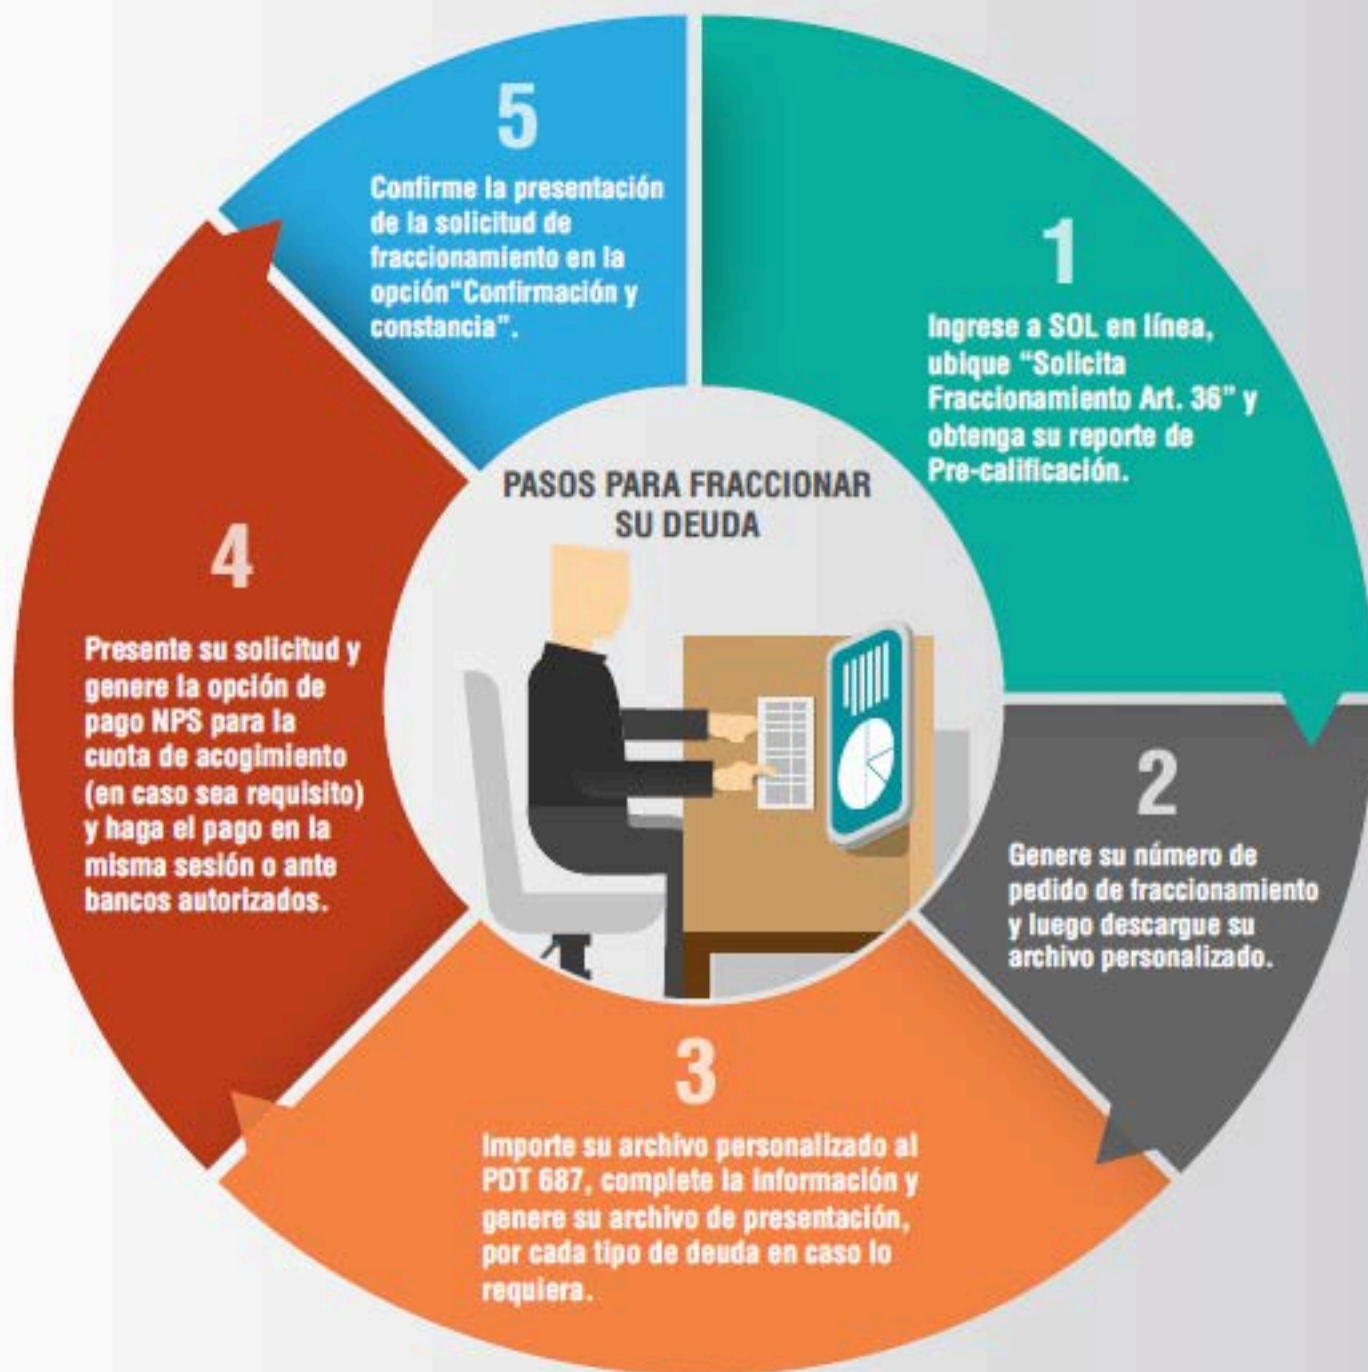 PASOS PARA FRACCIONAR
SU DEUDA
1
Ingrese a SOL en línea,
ubique “Solicita
Fraccionamiento Art. 36” y
obtenga su reporte de
Pre-calificación.
2
Genere su número de
pedido de fraccionamiento
y luego descargue su
archivo personalizado.
3
Importe su archivo personalizado al
PDT 687, complete la información y
genere su archivo de presentación,
por cada tipo de deuda en caso lo
requiera.
4
Presente su solicitud y
genere la opción de
pago NPS para la
cuota de acogimiento
(en caso sea requisito)
y haga el pago en la
misma sesión o ante
bancos autorizados.
5
Confirme la presentación
de la solicitud de
fraccionamiento en la
opción“Confirmación y
constancia”.